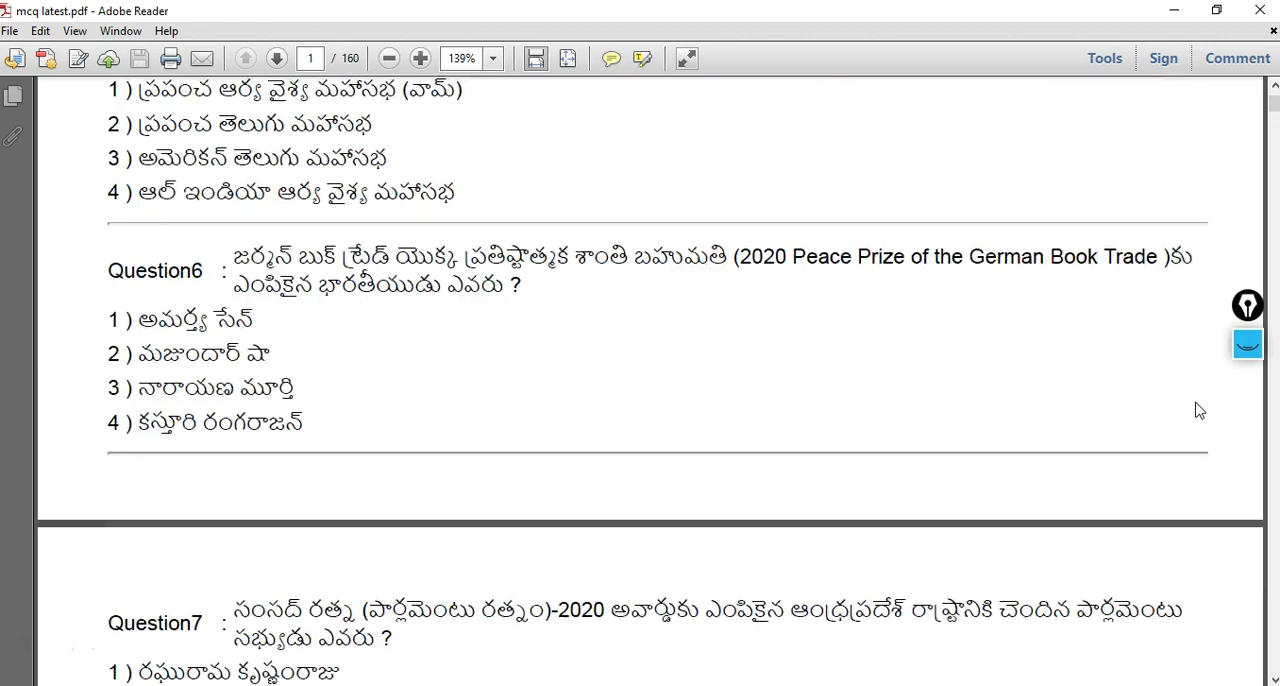 mcq latest.pdf - Adobe Reader
File Edit View Window Help
1 / 160 139% Tools Sign Comment
1 ) ప్రపంచ ఆర్య వైశ్య మహాసభ (వామ్)
2 ) ప్రపంచ తెలుగు మహాసభ
3 ) అమెరికన్ తెలుగు మహాసభ
4 ) ఆల్ ఇండియా ఆర్య వైశ్య మహాసభ
Question6 : జర్మన్ బుక్ ట్రేడ్ యొక్క ప్రతిష్టాత్మక శాంతి బహుమతి (2020 Peace Prize of the German Book Trade )కు
ఎంపికైన భారతీయుడు ఎవరు ?
1 ) అమర్త్య సేన్
2 ) మజుందార్ షా
3 ) నారాయణ మూర్తి
4 ) కస్తూరి రంగరాజన్
Question7 : సంసద్ రత్న (పార్లమెంటు రత్నం)-2020 అవార్డుకు ఎంపికైన ఆంధ్రప్రదేశ్ రాష్ట్రానికి చెందిన పార్లమెంటు
సభ్యుడు ఎవరు ?
1 ) రఘురామ కృష్ణంరాజు